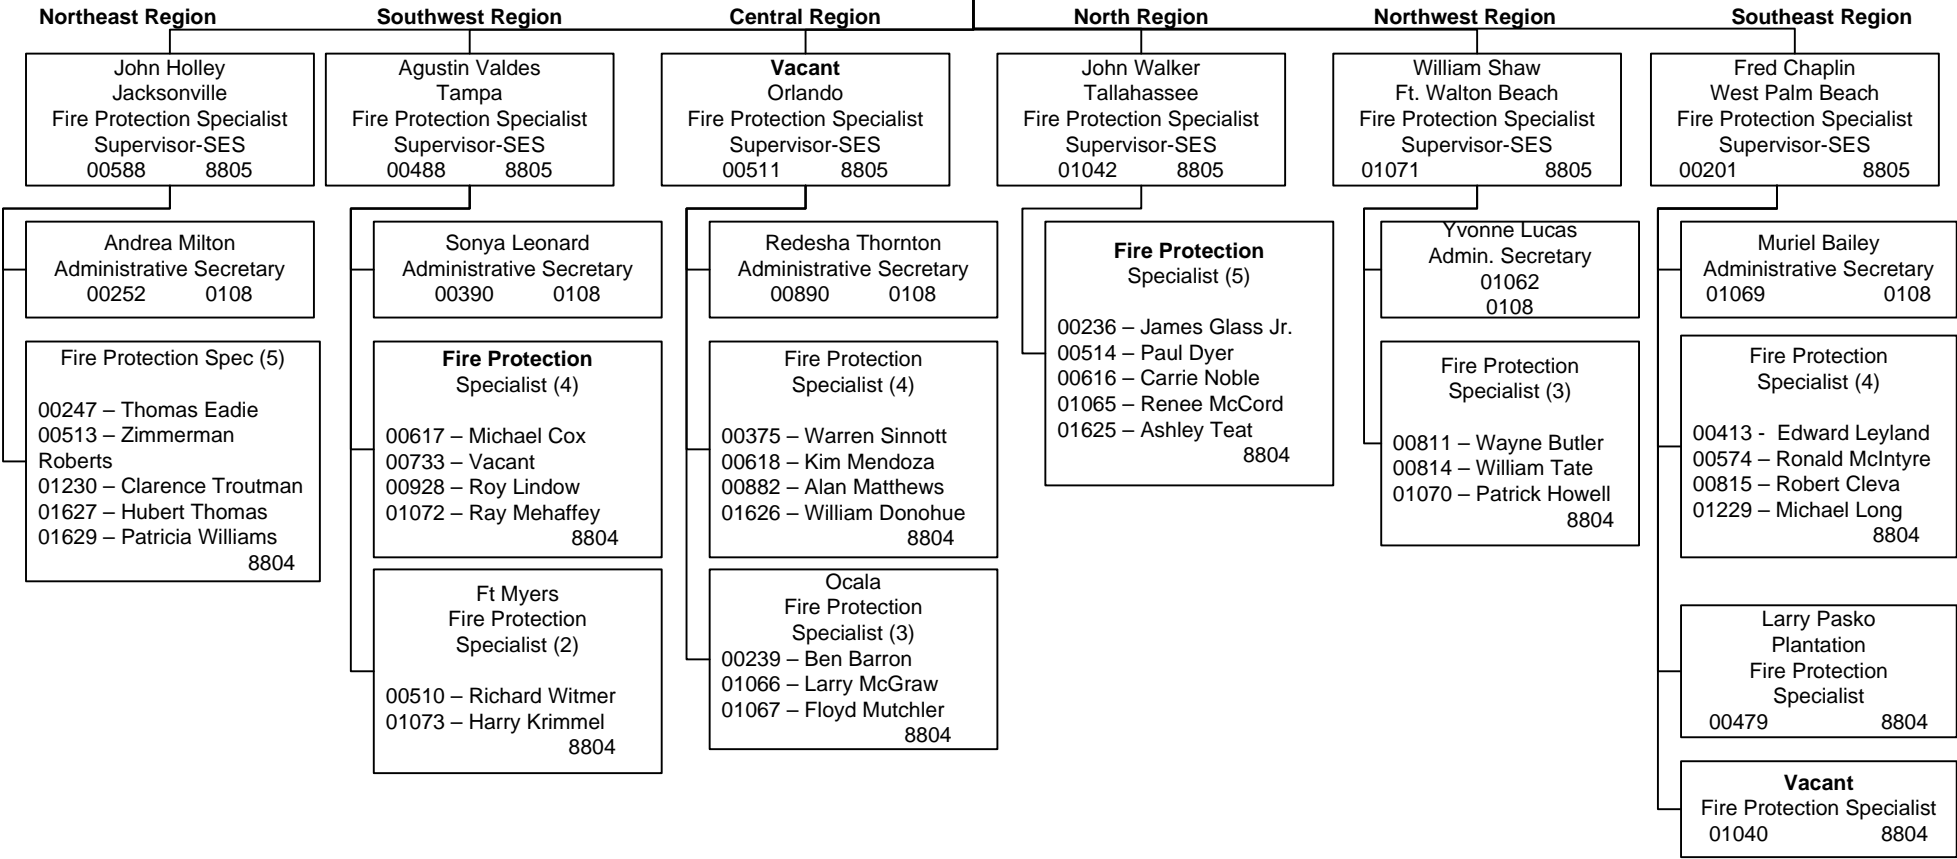 Northeast Region
Southwest Region
Central Region
North Region
Northwest Region
Southeast Region
John Holley
Jacksonville
Fire Protection Specialist
Supervisor-SES
00588 8805
Agustin Valdes
Tampa
Fire Protection Specialist
Supervisor-SES
00488 8805
Vacant
Orlando
Fire Protection Specialist
Supervisor-SES
00511 8805
John Walker
Tallahassee
Fire Protection Specialist
Supervisor-SES
01042 8805
William Shaw
Ft. Walton Beach
Fire Protection Specialist
Supervisor-SES
01071 8805
Fred Chaplin
West Palm Beach
Fire Protection Specialist
Supervisor-SES
00201 8805
Andrea Milton
Administrative Secretary
00252 0108
Sonya Leonard
Administrative Secretary
00390 0108
Redesha Thornton
Administrative Secretary
00890 0108
Fire Protection
Specialist (5)
00236 – James Glass Jr.
00514 – Paul Dyer
00616 – Carrie Noble
01065 – Renee McCord
01625 – Ashley Teat
8804
Yvonne Lucas
Admin. Secretary
01062
0108
Muriel Bailey
Administrative Secretary
01069 0108
Fire Protection Spec (5)
00247 – Thomas Eadie
00513 – Zimmerman
Roberts
01230 – Clarence Troutman
01627 – Hubert Thomas
01629 – Patricia Williams
8804
Fire Protection
Specialist (4)
00617 – Michael Cox
00733 – Vacant
00928 – Roy Lindow
01072 – Ray Mehaffey
8804
Fire Protection
Specialist (4)
00375 – Warren Sinnott
00618 – Kim Mendoza
00882 – Alan Matthews
01626 – William Donohue
8804
Fire Protection
Specialist (3)
00811 – Wayne Butler
00814 – William Tate
01070 – Patrick Howell
8804
Fire Protection
Specialist (4)
00413 - Edward Leyland
00574 – Ronald McIntyre
00815 – Robert Cleva
01229 – Michael Long
8804
Ft Myers
Fire Protection
Specialist (2)
00510 – Richard Witmer
01073 – Harry Krimmel
8804
Ocala
Fire Protection
Specialist (3)
00239 – Ben Barron
01066 – Larry McGraw
01067 – Floyd Mutchler
8804
Larry Pasko
Plantation
Fire Protection
Specialist
00479 8804
Vacant
Fire Protection Specialist
01040 8804